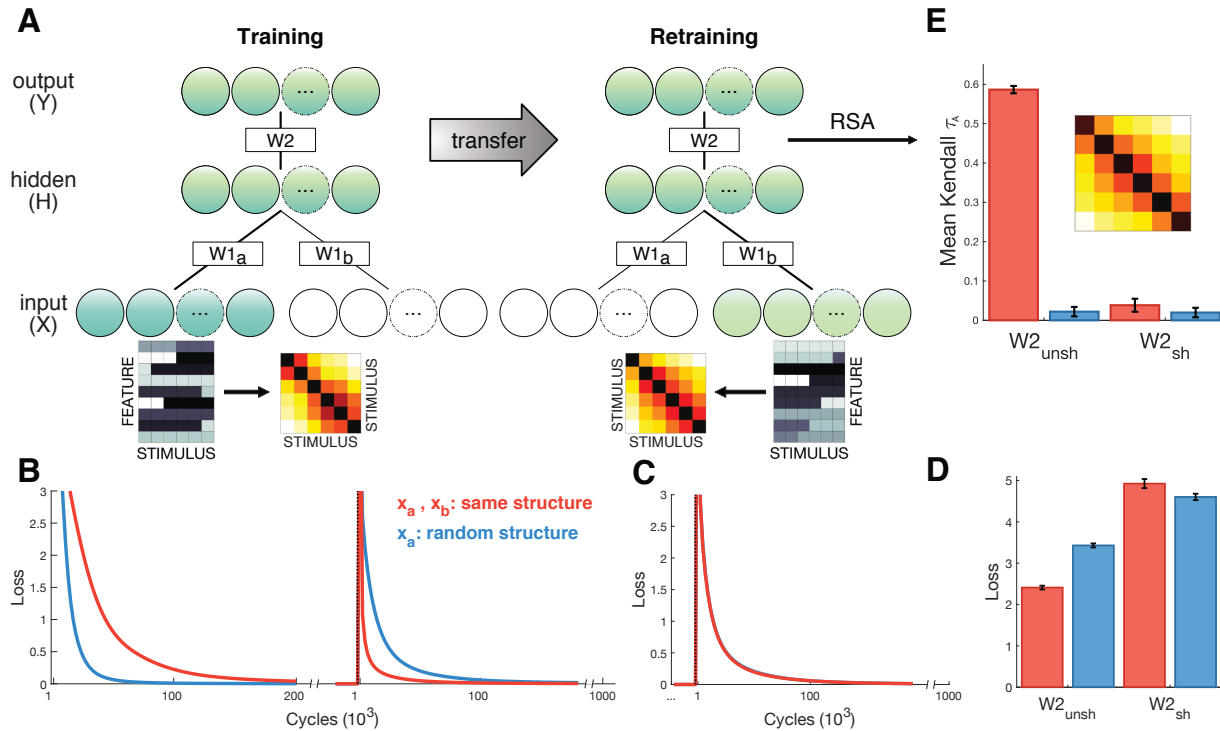 A
Training
Retraining
output
(Y)
...
...
W2
transfer
W2
RSA
hidden
(H)
...
...
W1a
W1b
W1a
W1b
input
(X)
...
...
...
...
FEATURE
STIMULUS
STIMULUS
STIMULUS
STIMULUS
STIMULUS
FEATURE
STIMULUS
E
Mean Kendall τA
0.6
0.5
0.4
0.3
0.2
0.1
0
W2unsh
W2sh
B
xa , xb: same structure
xa: random structure
Loss
3
2.5
2
1.5
1
0.5
0
1
100
200
1
100
1000
Cycles (10³)
C
Loss
3
2.5
2
1.5
1
0.5
0
...
1
100
1000
Cycles (10³)
D
Loss
5
4
3
2
1
0
W2unsh
W2sh